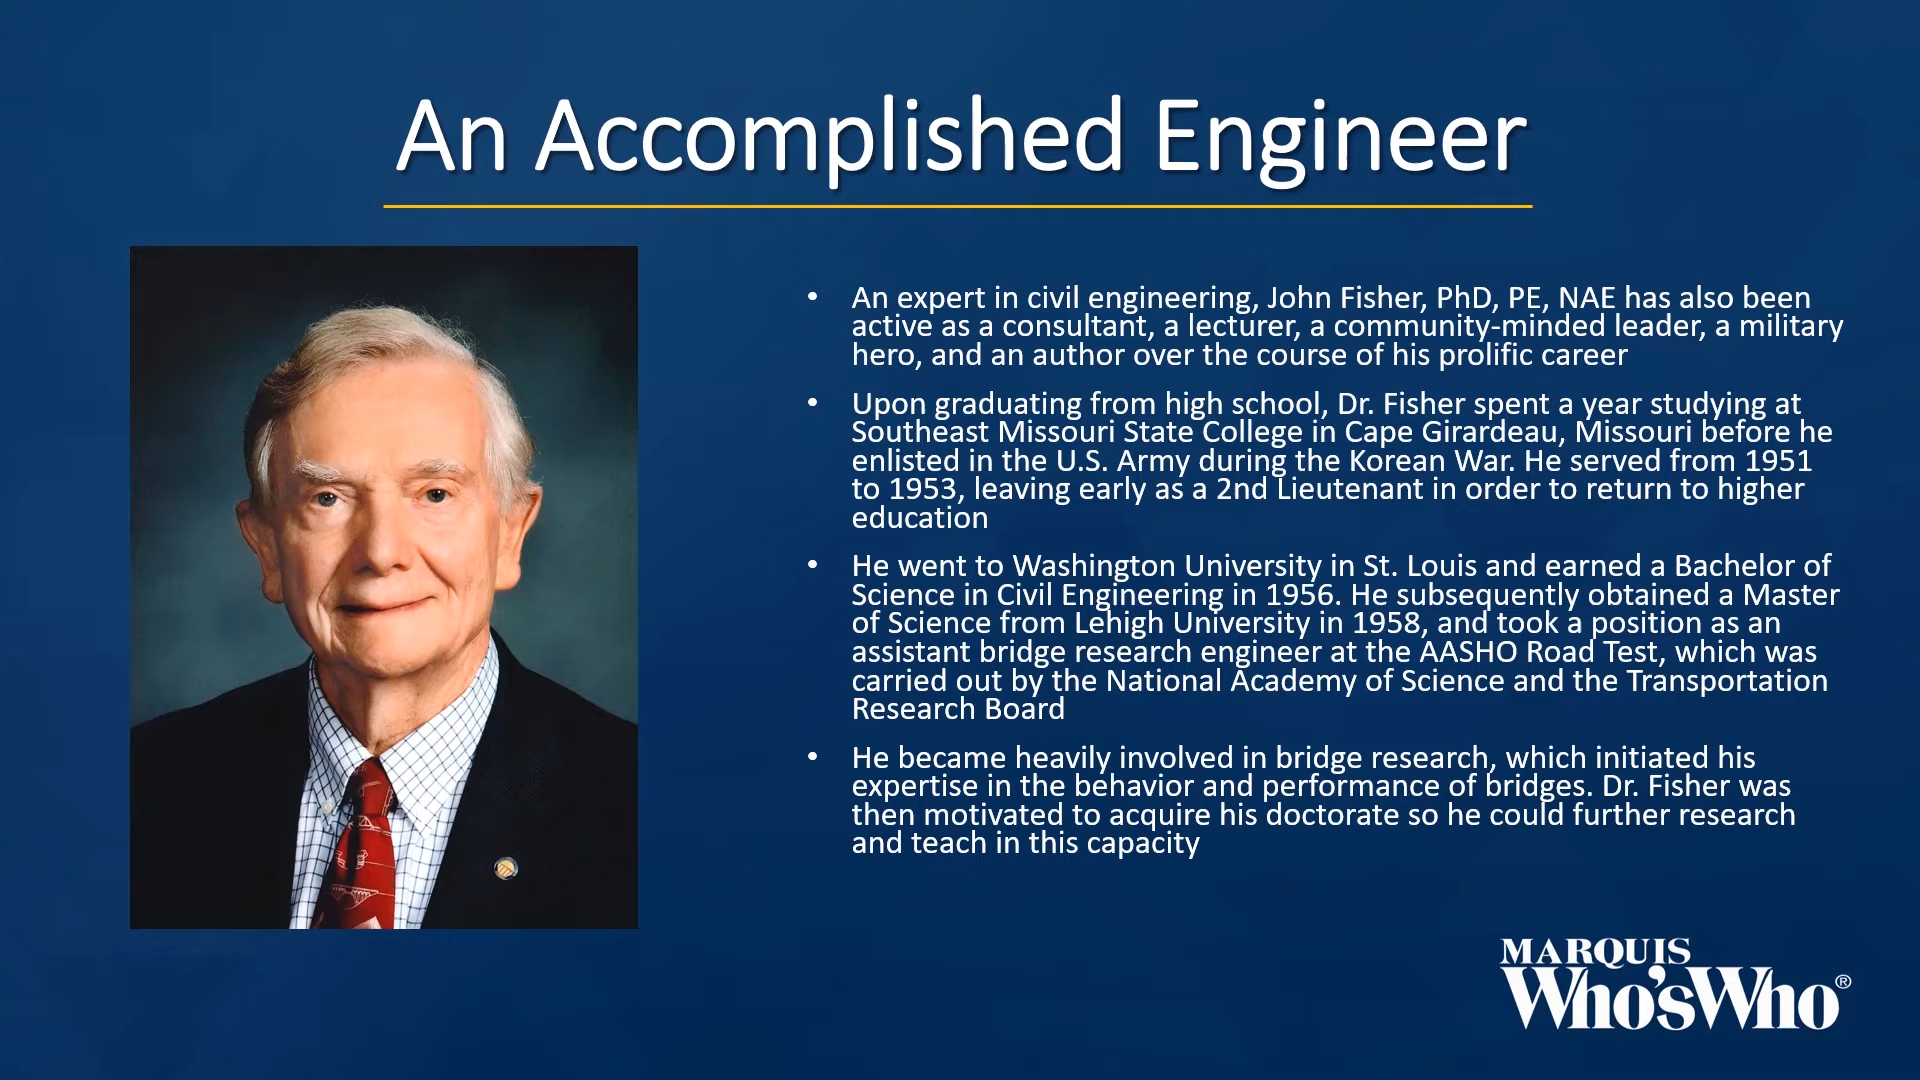 An Accomplished Engineer
• An expert in civil engineering, John Fisher, PhD, PE, NAE has also been
active as a consultant, a lecturer, a community-minded leader, a military
hero, and an author over the course of his prolific career
• Upon graduating from high school, Dr. Fisher spent a year studying at
Southeast Missouri State College in Cape Girardeau, Missouri before he
enlisted in the U.S. Army during the Korean War. He served from 1951
to 1953, leaving early as a 2nd Lieutenant in order to return to higher
education
• He went to Washington University in St. Louis and earned a Bachelor of
Science in Civil Engineering in 1956. He subsequently obtained a Master
of Science from Lehigh University in 1958, and took a position as an
assistant bridge research engineer at the AASHO Road Test, which was
carried out by the National Academy of Science and the Transportation
Research Board
• He became heavily involved in bridge research, which initiated his
expertise in the behavior and performance of bridges. Dr. Fisher was
then motivated to acquire his doctorate so he could further research
and teach in this capacity
MARQUIS
Who'sWho®